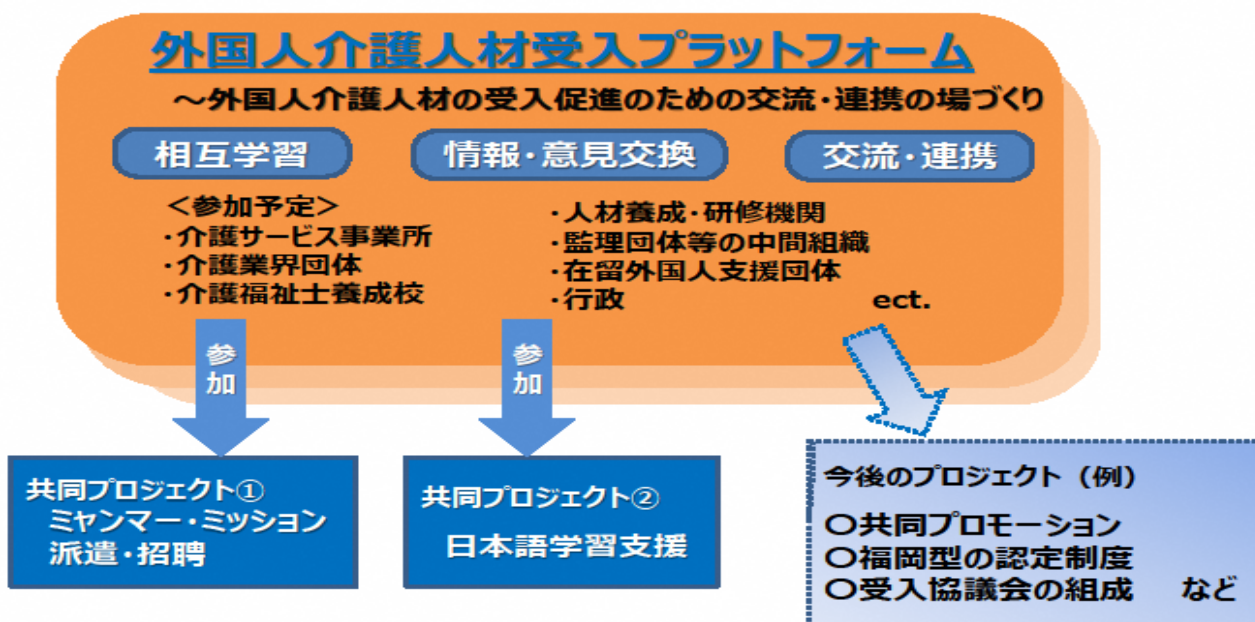 外国人介護人材受入プラットフォーム
～外国人介護人材の受入促進のための交流・連携の場づくり
相互学習
情報・意見交換
交流・連携
＜参加予定＞
・介護サービス事業所
・介護業界団体
・介護福祉士養成校
・人材養成・研修機関
・監理団体等の中間組織
・在留外国人支援団体
・行政 ect.
参加
参加
共同プロジェクト①
ミャンマー・ミッション
派遣・招聘
共同プロジェクト②
日本語学習支援
今後のプロジェクト（例）
〇共同プロモーション
〇福岡型の認定制度
〇受入協議会の組成 など